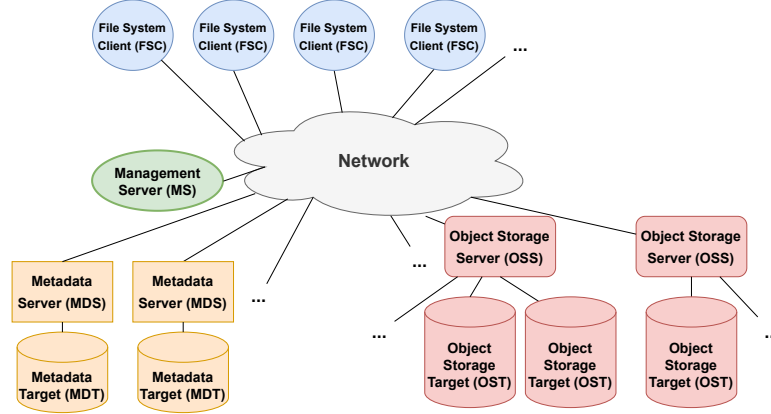 File System
Client (FSC)
File System
Client (FSC)
File System
Client (FSC)
File System
Client (FSC)
...
Network
Management
Server (MS)
Object Storage
Server (OSS)
Object Storage
Server (OSS)
...
Metadata
Server (MDS)
Metadata
Server (MDS)
...
...
...
Metadata
Target (MDT)
Metadata
Target (MDT)
Object
Storage
Target (OST)
Object
Storage
Target (OST)
Object
Storage
Target (OST)